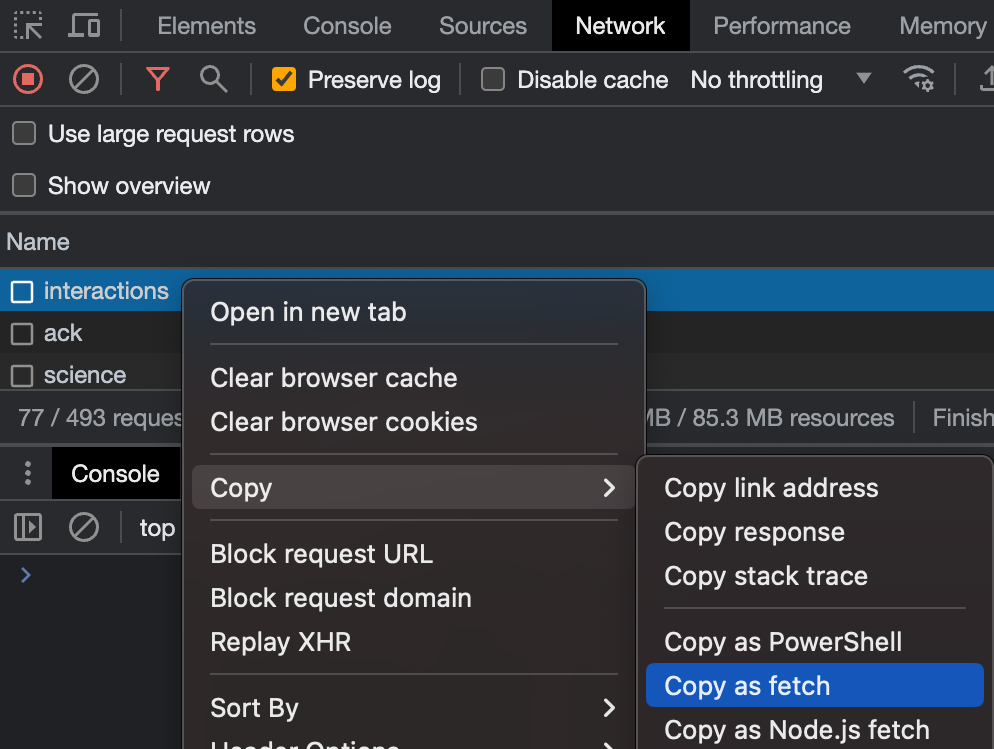 Elements Console Sources Network Performance Memory
Preserve log Disable cache No throttling
Use large request rows
Show overview
Name
interactions
ack
science
Open in new tab
Clear browser cache
Clear browser cookies
Copy
Block request URL
Block request domain
Replay XHR
Sort By
Header Options
Copy link address
Copy response
Copy stack trace
Copy as PowerShell
Copy as fetch
Copy as Node.js fetch
77 / 493 MB / 85.3 MB resources Finish
Console
top